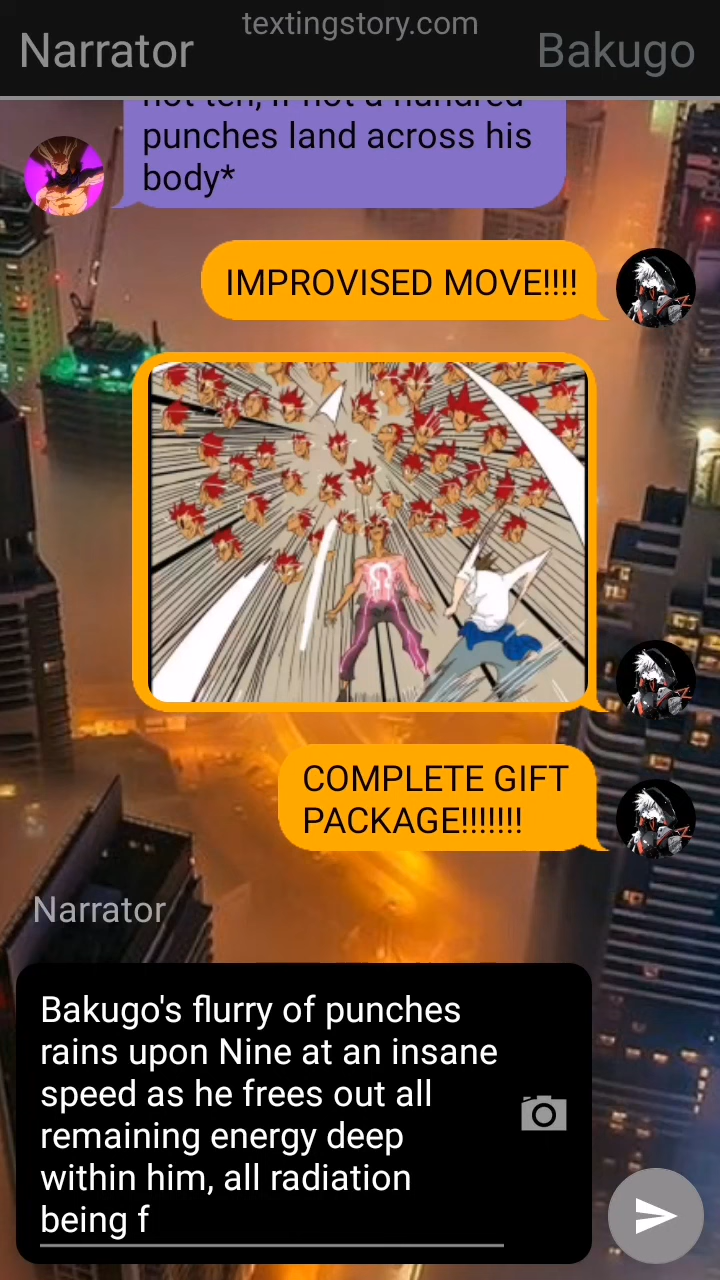 textingstory.com
Narrator
Bakugo
not ten, if not a hundred
punches land across his
body*
IMPROVISED MOVE!!!!
COMPLETE GIFT
PACKAGE!!!!!!!
Narrator
Bakugo's flurry of punches
rains upon Nine at an insane
speed as he frees out all
remaining energy deep
within him, all radiation
being f